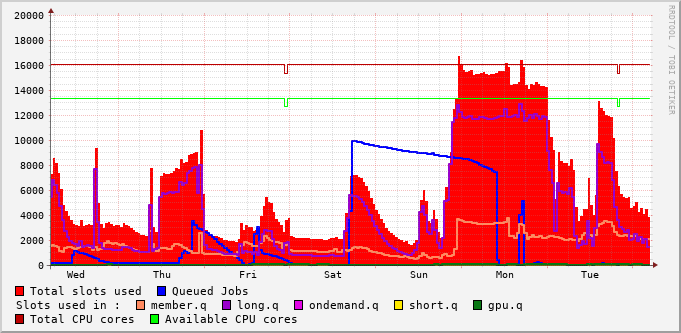 20000
18000
16000
14000
12000
10000
8000
6000
4000
2000
0
Wed Thu Fri Sat Sun Mon Tue
RRDTOOL / TOBI OETIKER
Total slots used Queued Jobs
Slots used in : member.q long.q ondemand.q short.q gpu.q
Total CPU cores Available CPU cores